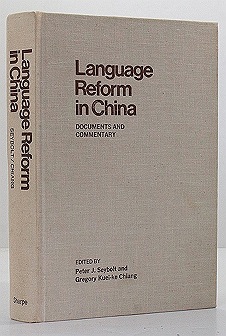 Language
Reform
in China
DOCUMENTS AND
COMMENTARY
EDITED BY
Peter J. Seybolt and
Gregory Kuei-ke Chiang
Language Reform
in China
SEYBOLT/CHIANG
Sharpe